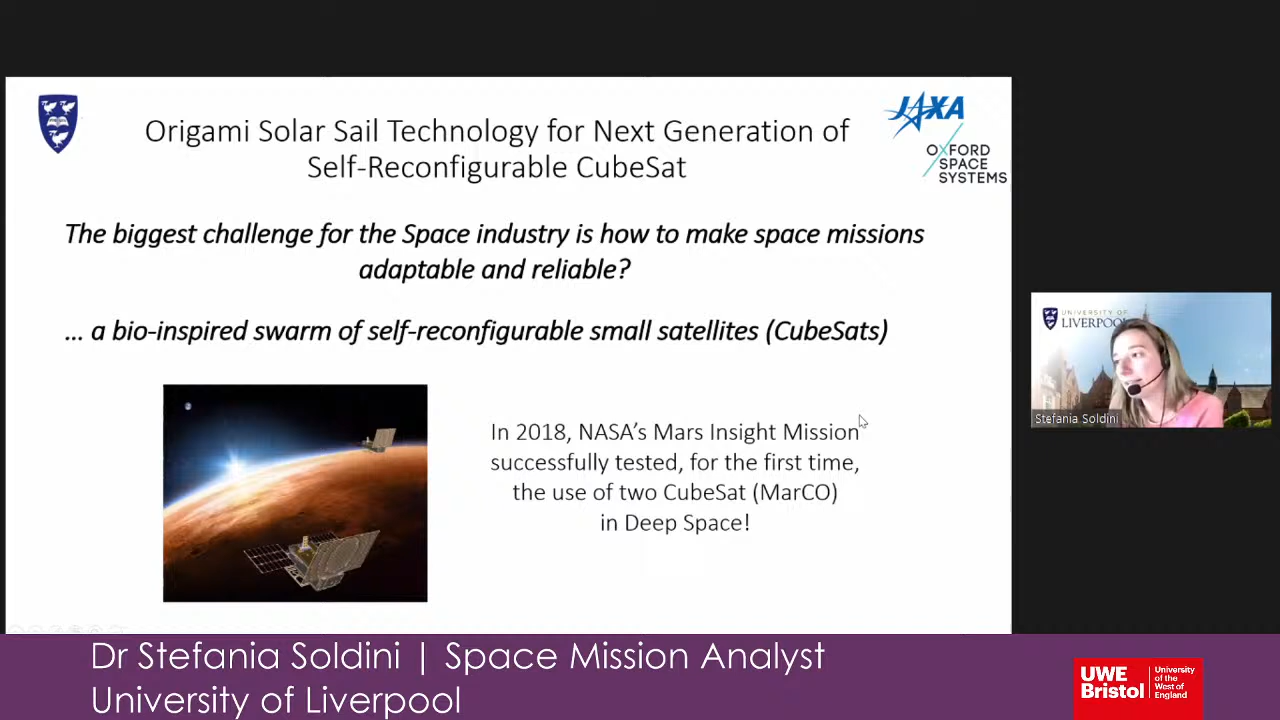 Origami Solar Sail Technology for Next Generation of
Self-Reconfigurable CubeSat
JAXA
OXFORD
SPACE
SYSTEMS
The biggest challenge for the Space industry is how to make space missions
adaptable and reliable?
... a bio-inspired swarm of self-reconfigurable small satellites (CubeSats)
In 2018, NASA's Mars Insight Mission
successfully tested, for the first time,
the use of two CubeSat (MarCO)
in Deep Space!
UNIVERSITY OF
LIVERPOOL
Stefania Soldini
Dr Stefania Soldini | Space Mission Analyst
University of Liverpool
UWE
Bristol
University
of the
West of
England